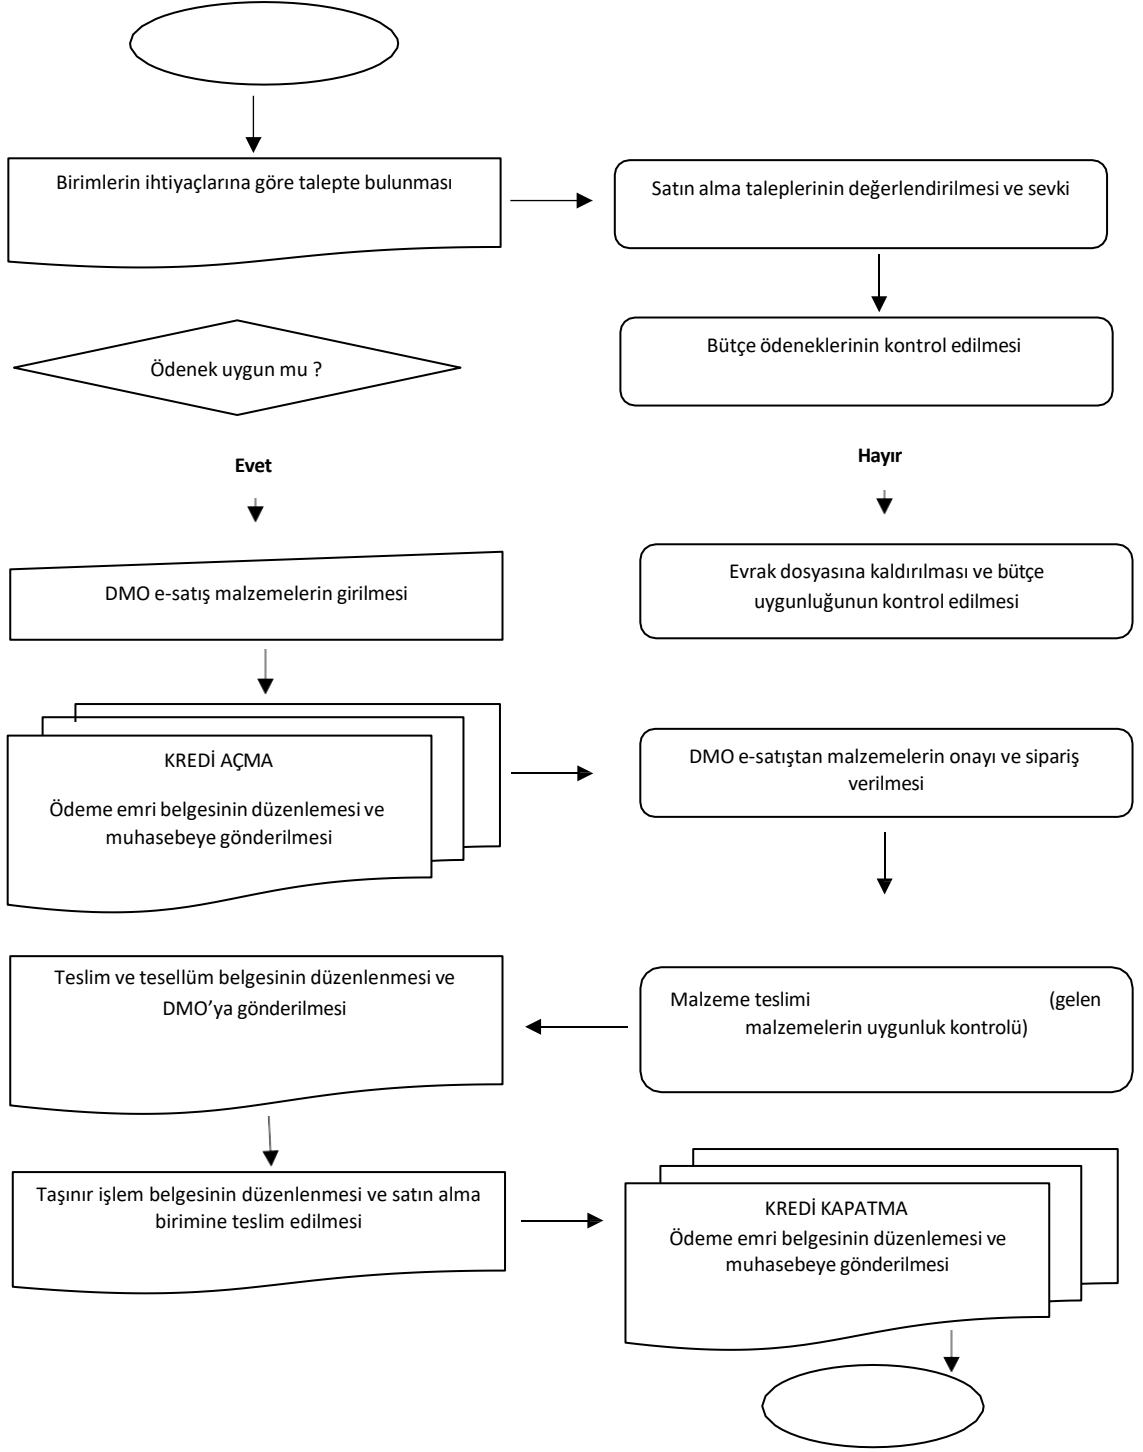 Birimlerin ihtiyaçlarına göre talepte bulunması
Satın alma taleplerinin değerlendirilmesi ve sevki
Bütçe ödeneklerinin kontrol edilmesi
Ödenek uygun mu ?
Evet
Hayır
DMO e-satış malzemelerin girilmesi
Evrak dosyasına kaldırılması ve bütçe
uygunluğunun kontrol edilmesi
KREDİ AÇMA
Ödeme emri belgesinin düzenlemesi ve
muhasebeye gönderilmesi
DMO e-satıştan malzemelerin onayı ve sipariş
verilmesi
Malzeme teslimi (gelen
malzemelerin uygunluk kontrolü)
Teslim ve tesellüm belgesinin düzenlenmesi ve
DMO’ya gönderilmesi
Taşınır işlem belgesinin düzenlenmesi ve satın alma
birimine teslim edilmesi
KREDİ KAPATMA
Ödeme emri belgesinin düzenlemesi ve
muhasebeye gönderilmesi